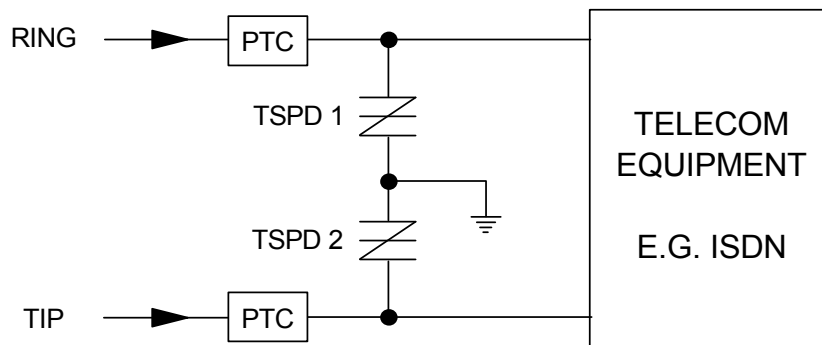 RING
PTC
TSPD 1
TELECOM
EQUIPMENT
E.G. ISDN
TSPD 2
TIP
PTC